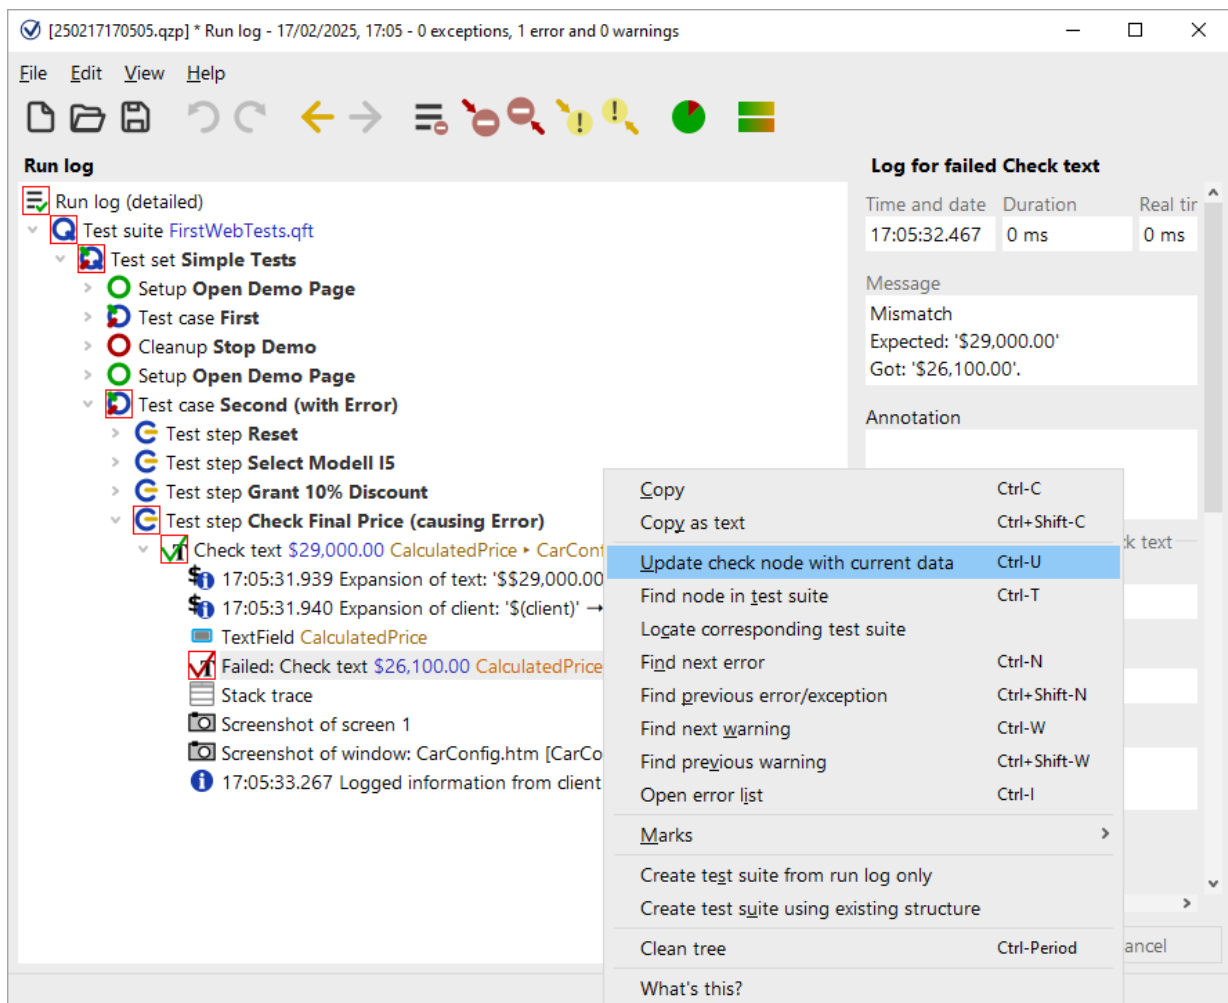 [250217170505.qzp] * Run log - 17/02/2025, 17:05 - 0 exceptions, 1 error and 0 warnings
File Edit View Help
Run log
Run log (detailed)
Test suite FirstWebTests.qft
Test set Simple Tests
Setup Open Demo Page
Test case First
Cleanup Stop Demo
Setup Open Demo Page
Test case Second (with Error)
Test step Reset
Test step Select Modell I5
Test step Grant 10% Discount
Test step Check Final Price (causing Error)
Check text $29,000.00 CalculatedPrice ‣ CarConf
17:05:31.939 Expansion of text: '$$29,000.00
17:05:31.940 Expansion of client: '$(client)' →
TextField CalculatedPrice
Failed: Check text $26,100.00 CalculatedPrice
Stack trace
Screenshot of screen 1
Screenshot of window: CarConfig.htm [CarCo
17:05:33.267 Logged information from client
Log for failed Check text
Time and date Duration Real tir
17:05:32.467 0 ms 0 ms
Message
Mismatch
Expected: '$29,000.00'
Got: '$26,100.00'.
Annotation
k text
ancel
Copy Ctrl-C
Copy as text Ctrl+Shift-C
Update check node with current data Ctrl-U
Find node in test suite Ctrl-T
Locate corresponding test suite
Find next error Ctrl-N
Find previous error/exception Ctrl+Shift-N
Find next warning Ctrl-W
Find previous warning Ctrl+Shift-W
Open error list Ctrl-I
Marks
Create test suite from run log only
Create test suite using existing structure
Clean tree Ctrl-Period
What's this?